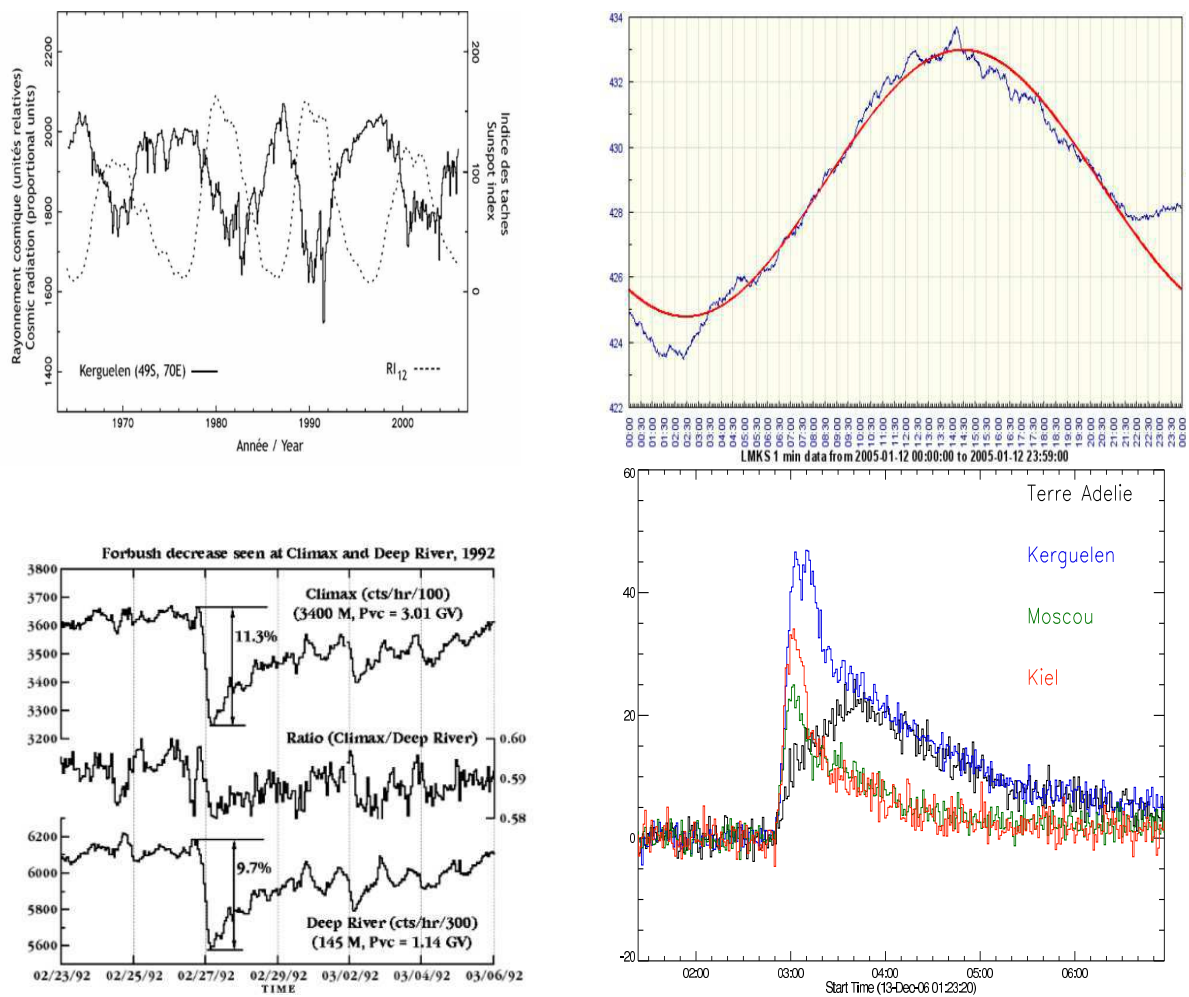 Rayonnement cosmique (unités relatives)
Cosmic radiation (proportional units)
2200
2000
1800
1600
1400
200
100
0
Indice des taches
Sunspot index
Kerguelen (49S, 70E)
RI12
1970 1980 1990 2000
Année / Year
434
433
432
430
429
428
426
425
424
422
00:00 00:30 01:00 01:30 02:00 02:30 03:00 03:30 04:00 04:30 05:00 05:30 06:00 06:30 07:00 07:30 08:00 08:30 09:00 09:30 10:00 10:30 11:00 11:30 12:00 12:30 13:00 13:30 14:00 14:30 15:00 15:30 16:00 16:30 17:00 17:30 18:00 18:30 19:00 19:30 20:00 20:30 21:00 21:30 22:00 22:30 23:00 23:30 00:00
LMKS 1 min data from 2005-01-12 00:00:00 to 2005-01-12 23:59:00
Forbush decrease seen at Climax and Deep River, 1992
3800
3700
3600
3500
3400
3300
3200
Climax (cts/hr/100)
(3400 M, Pvc = 3.01 GV)
11.3%
Ratio (Climax/Deep River)
0.60
0.59
0.58
6200
6000
5800
5600
9.7%
Deep River (cts/hr/300)
(145 M, Pvc = 1.14 GV)
02/23/92 02/25/92 02/27/92 02/29/92 03/02/92 03/04/92 03/06/92
TIME
60
40
20
0
-20
Terre Adelie
Kerguelen
Moscou
Kiel
02:00 03:00 04:00 05:00 06:00
Start Time (13-Dec-06 01:23:20)